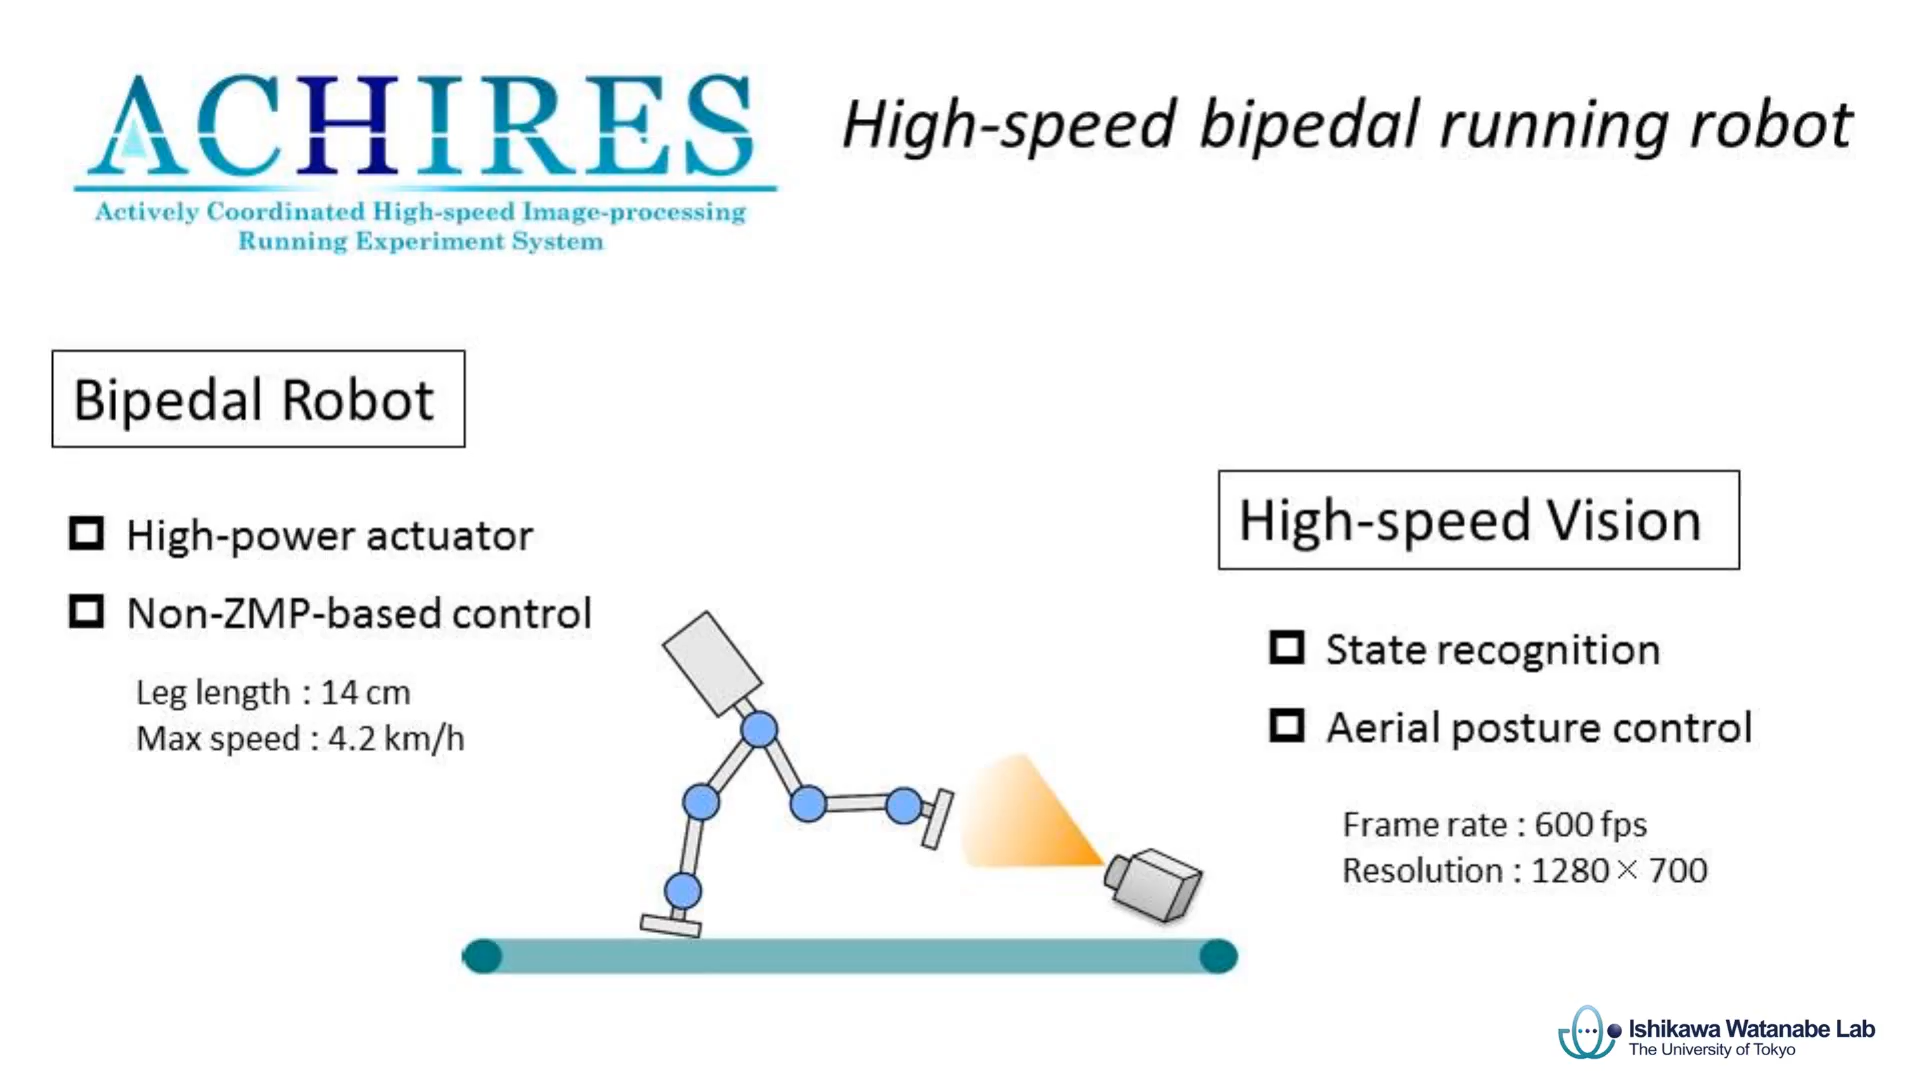 ACHIRES
Actively Coordinated High-speed Image-processing
Running Experiment System
High-speed bipedal running robot
Bipedal Robot
High-power actuator
Non-ZMP-based control
Leg length : 14 cm
Max speed : 4.2 km/h
High-speed Vision
State recognition
Aerial posture control
Frame rate : 600 fps
Resolution : 1280× 700
Ishikawa Watanabe Lab
The University of Tokyo